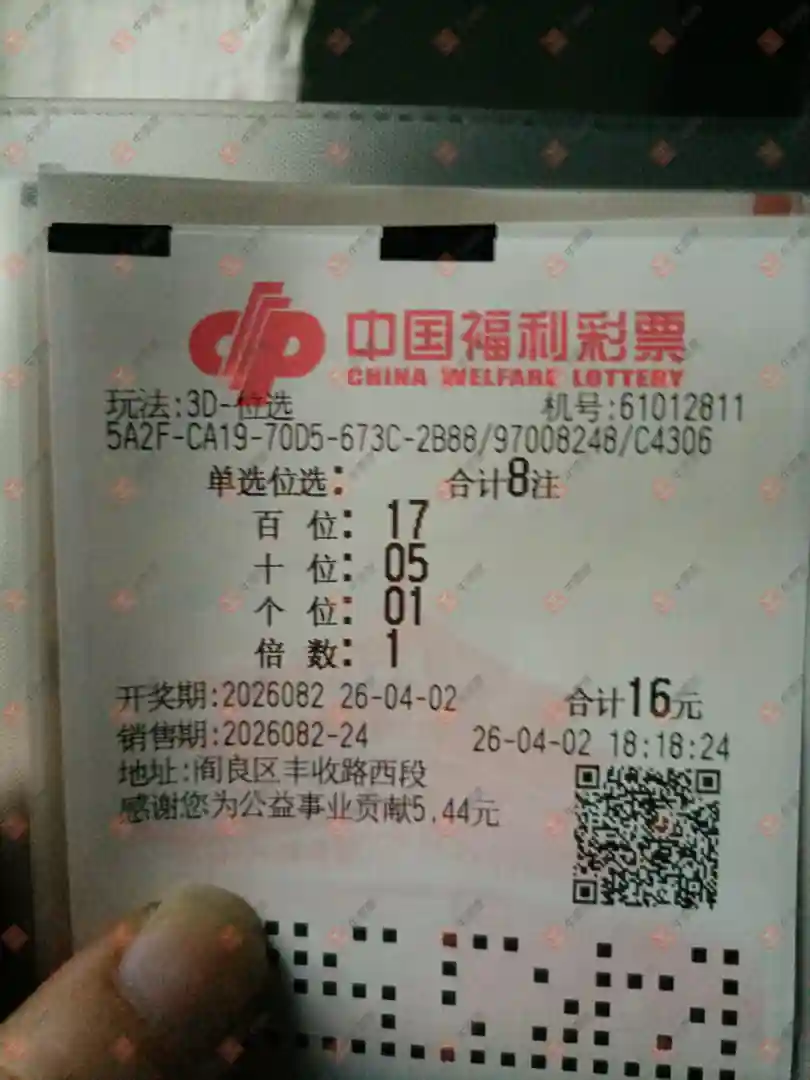 中国福利彩票
CHINA WELFARE LOTTERY
玩法:3D-位选 机号:61012811
5A2F-CA19-70D5-673C-2B88/97008248/C4306
单选位选: 合计8注
百 位: 17
十 位: 05
个 位: 01
倍 数: 1
开奖期:2026082 26-04-02 合计16元
销售期:2026082-24 26-04-02 18:18:24
地址:阎良区丰收路西段
感谢您为公益事业贡献5.44元